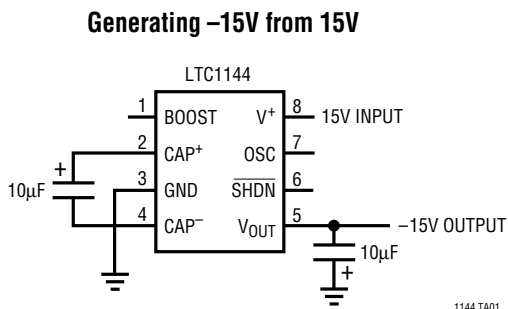 Generating –15V from 15V
LTC1144
1 BOOST V+ 8 15V INPUT
2 CAP+ OSC 7
+ 10µF
3 GND SHDN 6
4 CAP– VOUT 5 –15V OUTPUT
10µF +
1144 TA01